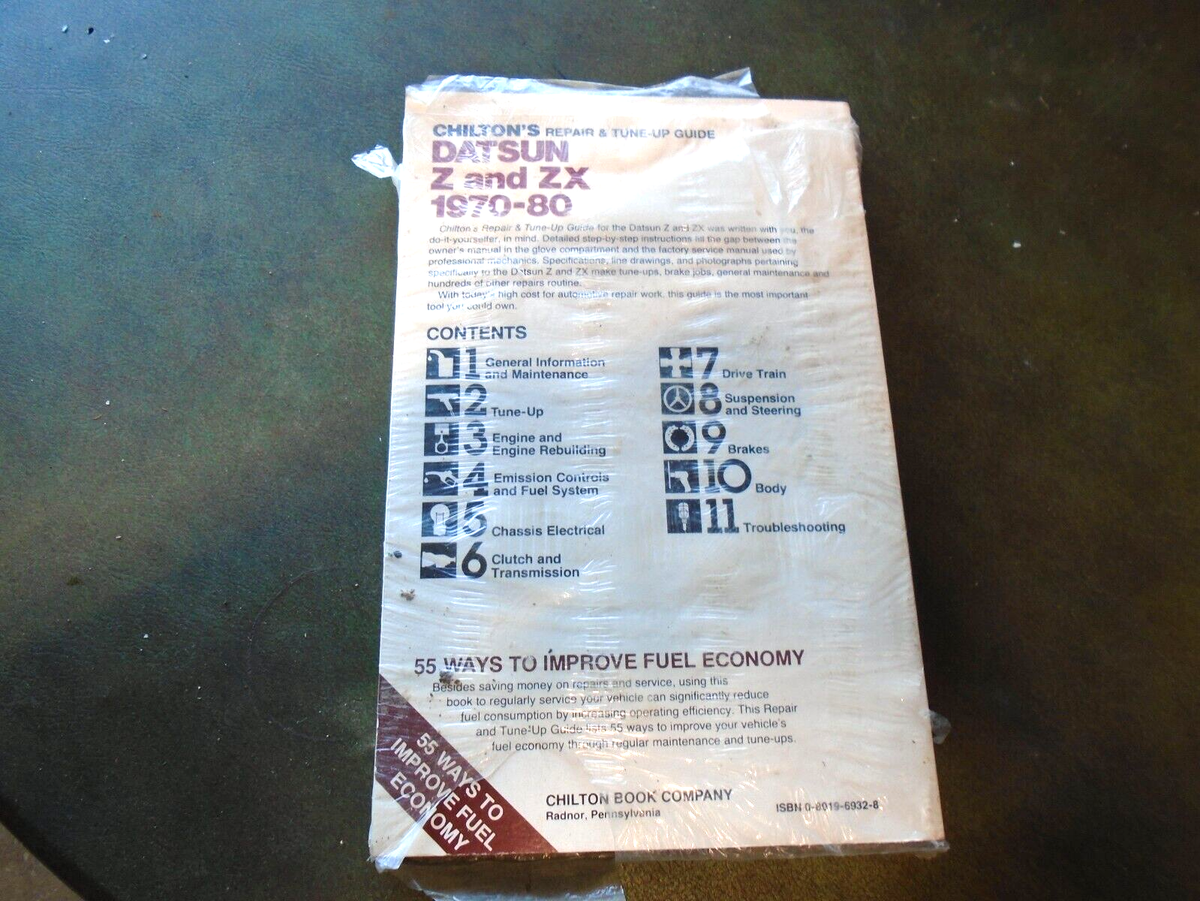 CHILTON'S REPAIR & TUNE-UP GUIDE
DATSUN
Z and ZX
1970-80
Chilton's Repair & Tune-Up Guide for the Datsun Z and ZX was written with you, the
do-it-yourselfer, in mind. Detailed step-by-step instructions fill the gap between the
owner's manual in the glove compartment and the factory service manual used by
professional mechanics. Specifications, line drawings, and photographs pertaining
specifically to the Datsun Z and ZX make tune-ups, brake jobs, general maintenance and
hundreds of other repairs routine.
With today's high cost for automotive repair work, this guide is the most important
tool you could own.
CONTENTS
1 General Information
and Maintenance
2 Tune-Up
3 Engine and
Engine Rebuilding
4 Emission Controls
and Fuel System
5 Chassis Electrical
6 Clutch and
Transmission
7 Drive Train
8 Suspension
and Steering
9 Brakes
10 Body
11 Troubleshooting
55 WAYS TO IMPROVE FUEL ECONOMY
Besides saving money on repairs and service, using this
book to regularly service your vehicle can significantly reduce
fuel consumption by increasing operating efficiency. This Repair
and Tune-Up Guide lists 55 ways to improve your vehicle's
fuel economy through regular maintenance and tune-ups.
55 WAYS TO
IMPROVE FUEL
ECONOMY
CHILTON BOOK COMPANY
Radnor, Pennsylvania
ISBN 0-8019-6932-8